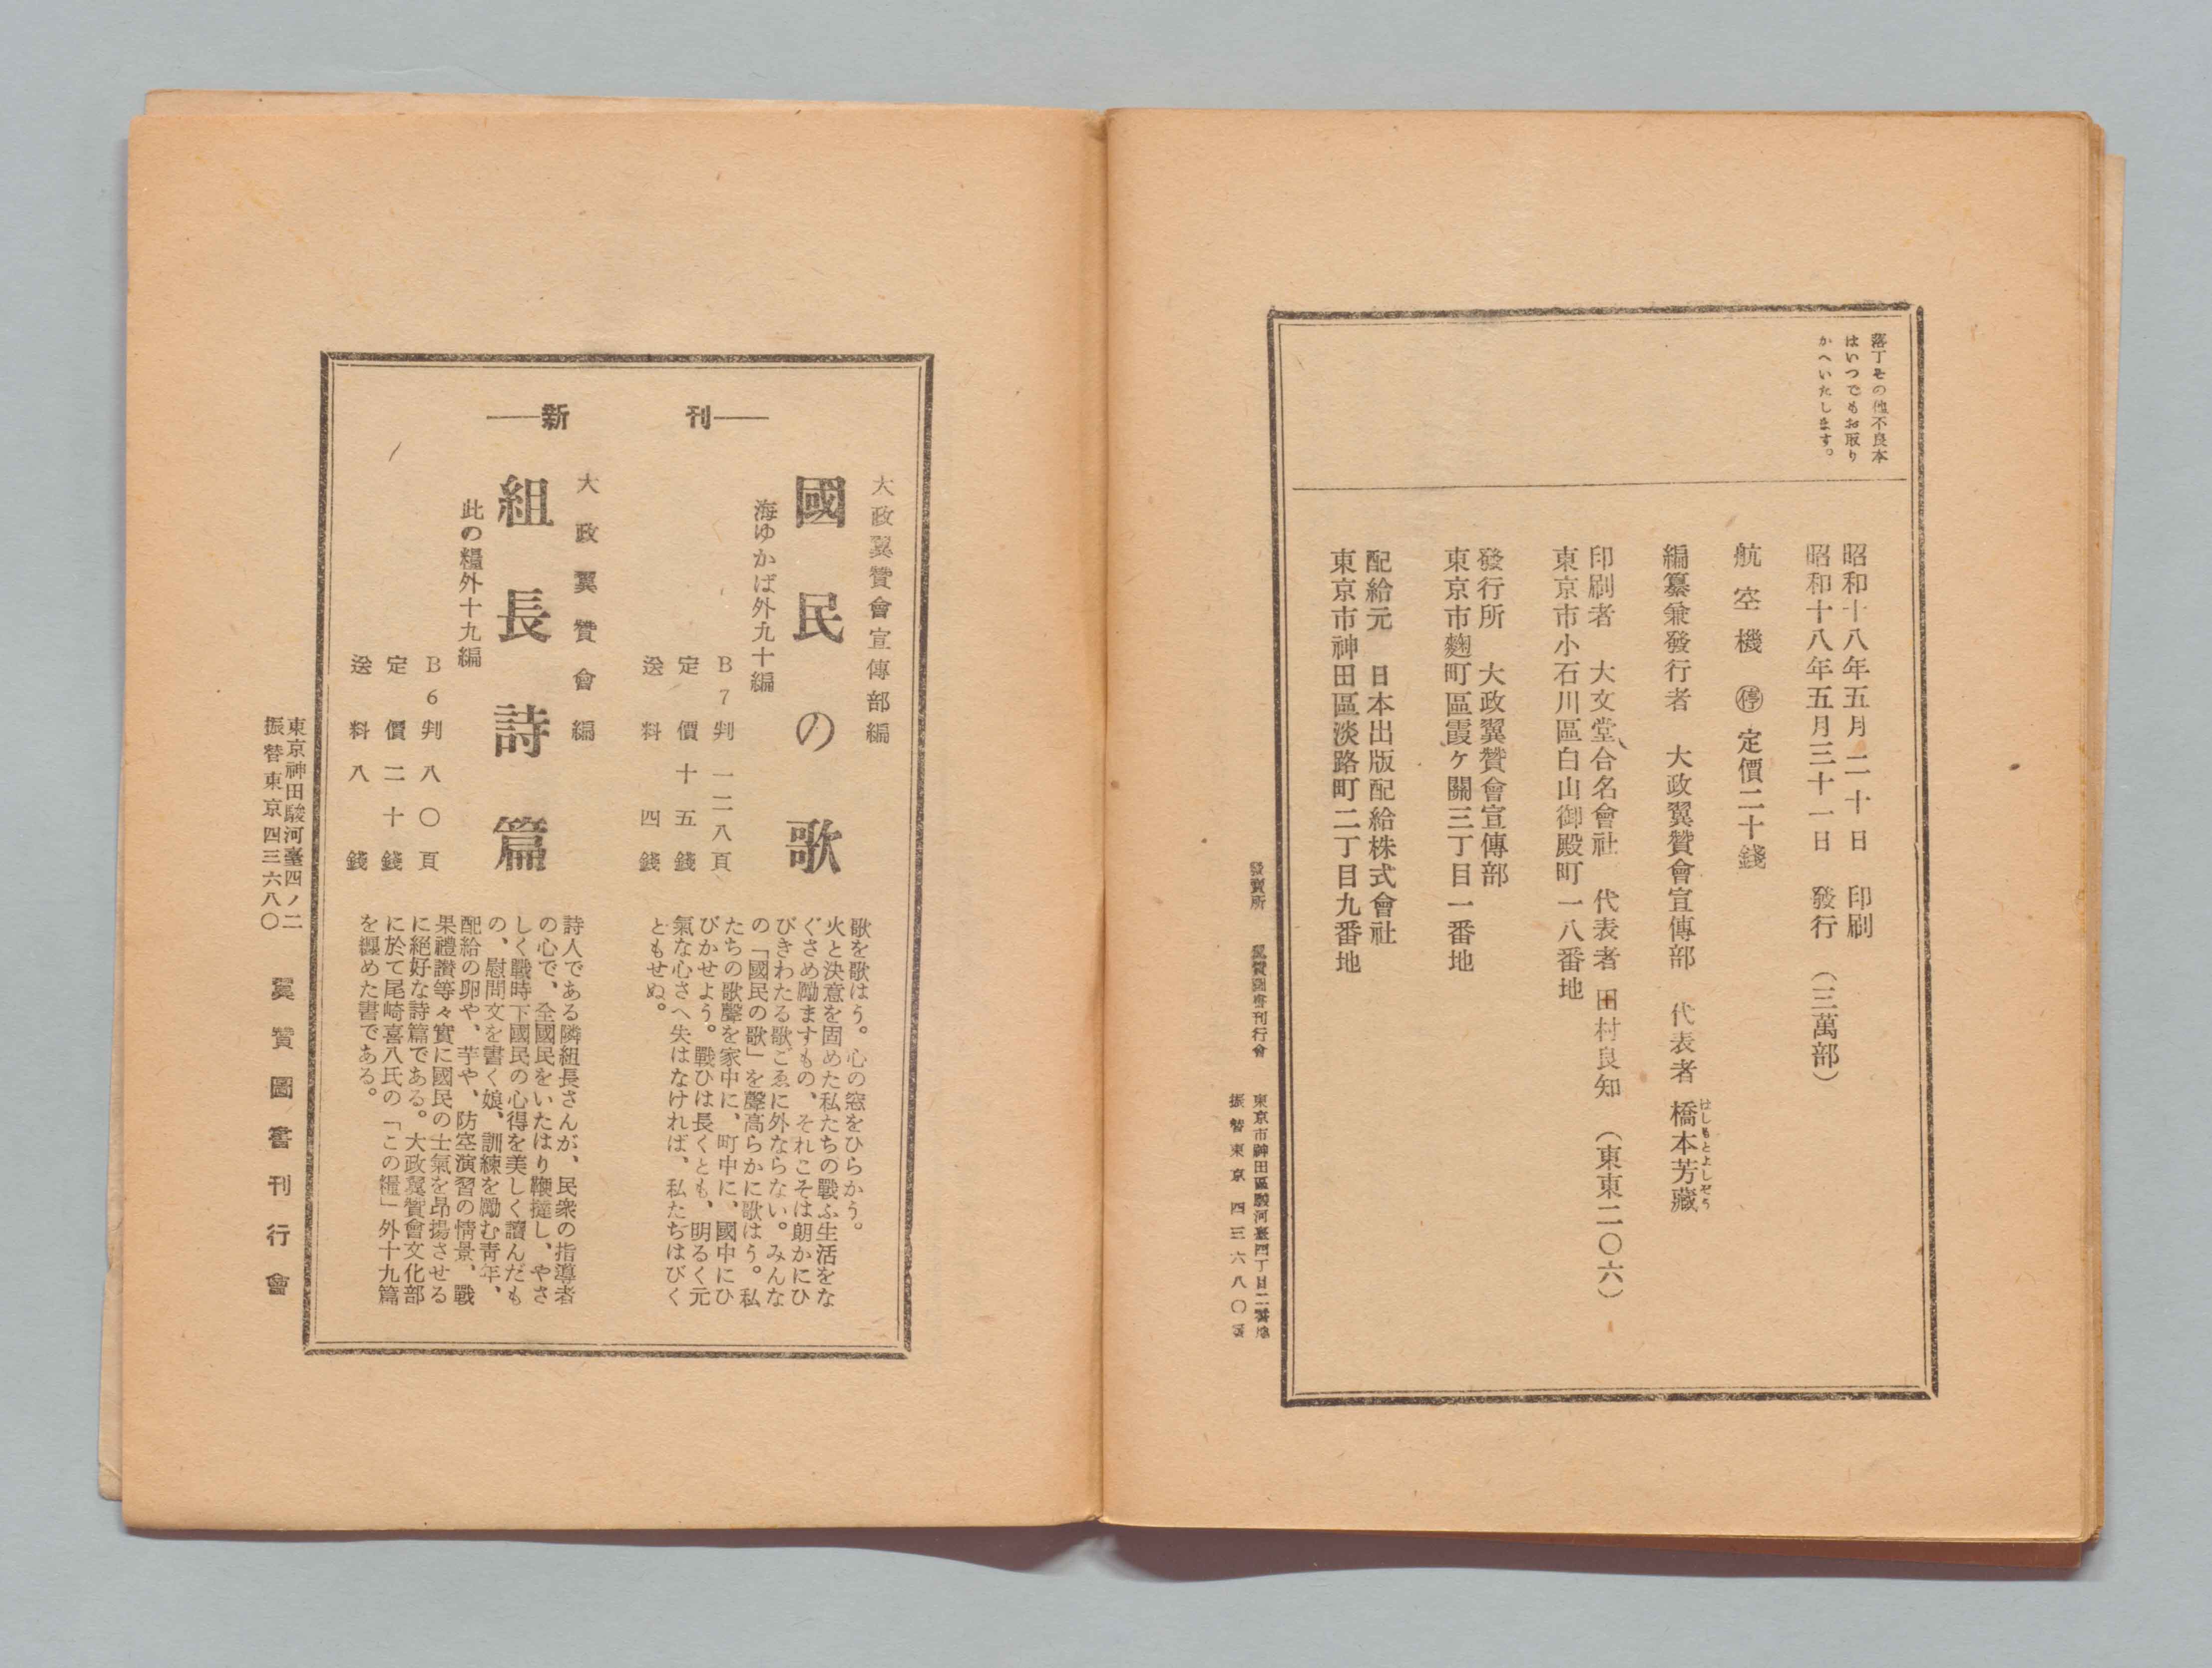 落丁その他不良本
はいつでもお取り
かへいたします。
昭和十八年五月二十日　印刷
昭和十八年五月三十一日　發行（三萬部）
航空機　㊝定價二十錢
編纂兼發行者　大政翼贊會宣傳部　代表者　橋本芳藏
はしもとよしぞう
印刷者　大文堂合名會社　代表者　田村良知（東東二〇六）
東京市小石川區白山御殿町一一八番地
發行所　大政翼贊會宣傳部
東京市麴町區霞ケ關三丁目一番地
配給元　日本出版配給株式會社
東京市神田區淡路町二丁目九番地
發賣所　翼贊圖書刊行會
東京市神田區駿河臺四丁目二番地
振替東京四三六八〇番
新刊
大政翼贊會宣傳部編
國民の歌
海ゆかば外九十編
B7判一二八頁
定價十五錢
送料四錢
歌を歌はう。心の窓をひらかう。
火と決意を固めた私たちの戰ふ生活をな
ぐさめ勵ますもの、それこそは朗かにひ
びきわたる歌ごゑに外ならない。みんな
の「國民の歌」を聲高らかに歌はう。私
たちの歌聲を家中に、町中に、國中にひ
びかせよう。戰ひは長くとも、明るく元
氣な心さへ失はなければ、私たちはびく
ともせぬ。
大政翼贊會編
組長詩篇
此の糧外十九編
B6判八〇頁
定價二十錢
送料八錢
詩人である隣組長さんが、民衆の指導者
の心で、全國民をいたはり鞭撻し、やさ
しく戰時下國民の心得を美しく讀んだも
の、慰問文を書く娘、訓練を勵む青年、
配給の卵や、芋や、防空演習の情景、戰
果禮讃等々實に國民の士氣を昂揚させる
に絕好な詩篇である。大政翼贊會文化部
に於て尾崎喜八氏の「この糧」外十九篇
を纒めた書である。
東京神田駿河臺四ノ二
振替東京四三六八〇
翼贊圖書刊行會